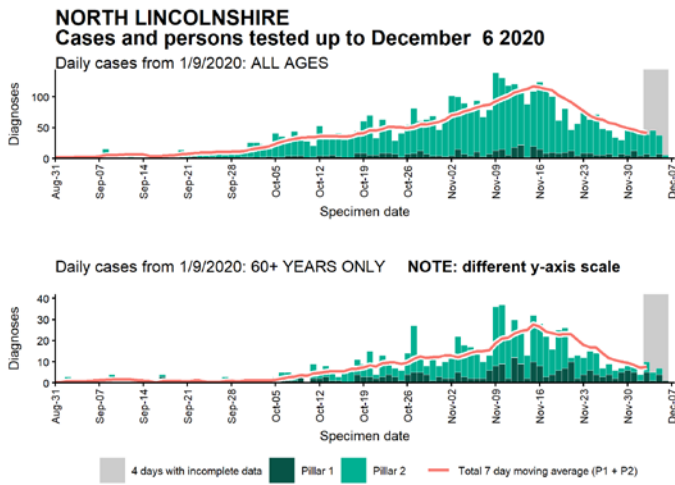 NORTH LINCOLNSHIRE
Cases and persons tested up to December 6 2020
Daily cases from 1/9/2020: ALL AGES
Diagnoses
100
50
0
Aug-31
Sep-07
Sep-14
Sep-21
Sep-28
Oct-05
Oct-12
Oct-19
Oct-26
Nov-02
Nov-09
Nov-16
Nov-23
Nov-30
Dec-07
Specimen date
Daily cases from 1/9/2020: 60+ YEARS ONLY NOTE: different y-axis scale
Diagnoses
40
30
20
10
0
Aug-31
Sep-07
Sep-14
Sep-21
Sep-28
Oct-05
Oct-12
Oct-19
Oct-26
Nov-02
Nov-09
Nov-16
Nov-23
Nov-30
Dec-07
Specimen date
4 days with incomplete data Pillar 1 Pillar 2 Total 7 day moving average (P1 + P2)